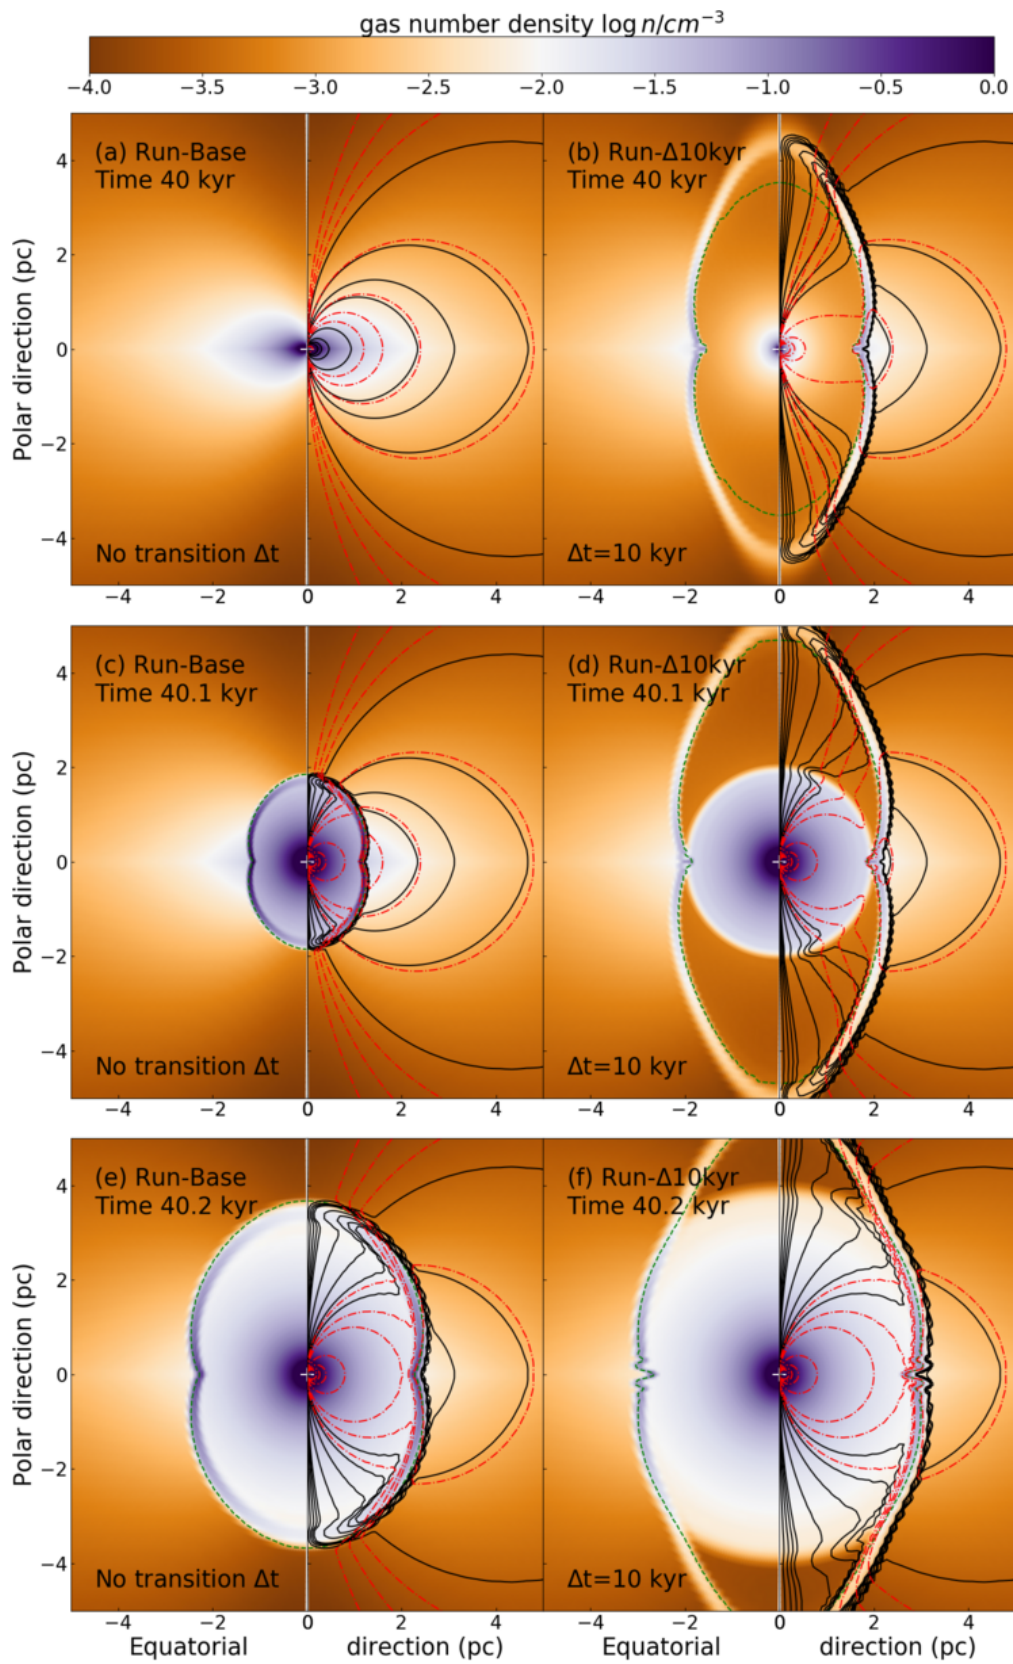 gas number density log n/cm⁻³
−4.0 −3.5 −3.0 −2.5 −2.0 −1.5 −1.0 −0.5 0.0
(a) Run-Base
Time 40 kyr
No transition Δt
(b) Run-Δ10kyr
Time 40 kyr
Δt=10 kyr
Polar direction (pc)
4
2
0
−2
−4
−4 −2 0 2 4 −2 0 2 4
(c) Run-Base
Time 40.1 kyr
No transition Δt
(d) Run-Δ10kyr
Time 40.1 kyr
Δt=10 kyr
Polar direction (pc)
4
2
0
−2
−4
−4 −2 0 2 4 −2 0 2 4
(e) Run-Base
Time 40.2 kyr
No transition Δt
(f) Run-Δ10kyr
Time 40.2 kyr
Δt=10 kyr
Polar direction (pc)
4
2
0
−2
−4
−4 −2 0 2 4 −2 0 2 4
Equatorial direction (pc) Equatorial direction (pc)